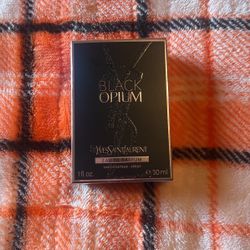 BLACK
OPIUM
YVESSAINTLAURENT
EAU DE PARFUM
1 fl.oz. 30 ml